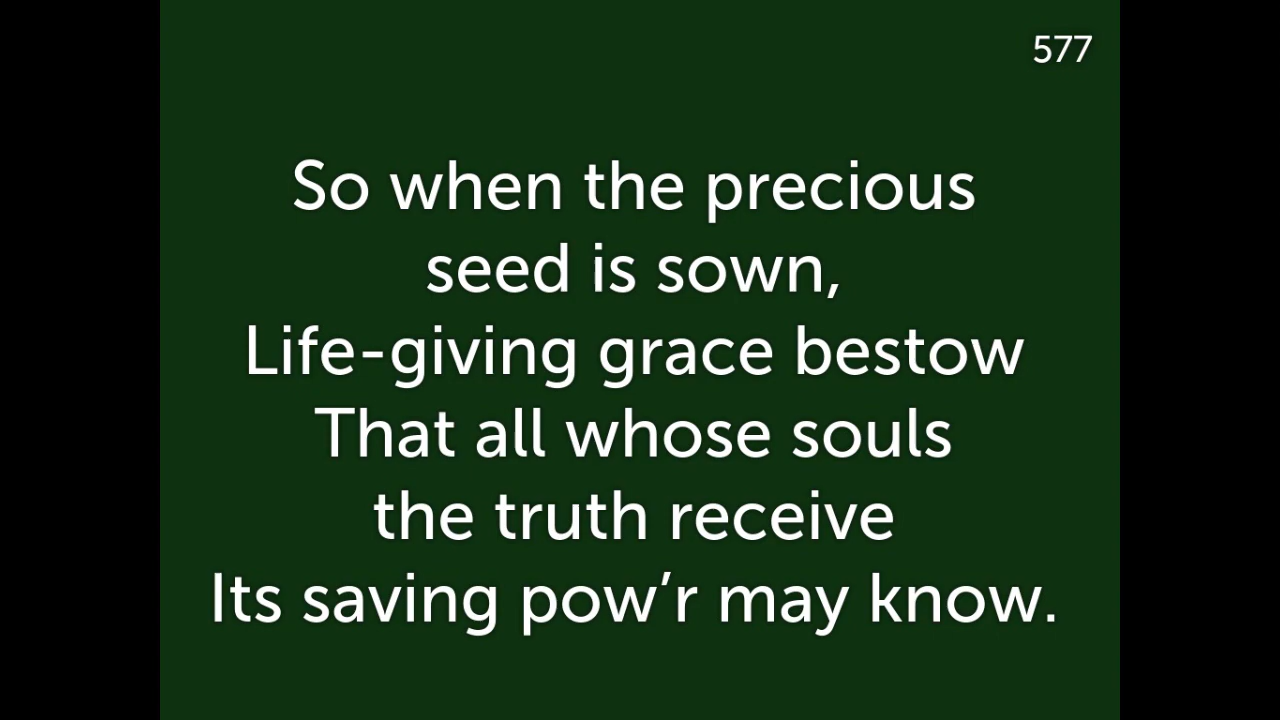 577
So when the precious
seed is sown,
Life-giving grace bestow
That all whose souls
the truth receive
Its saving pow’r may know.